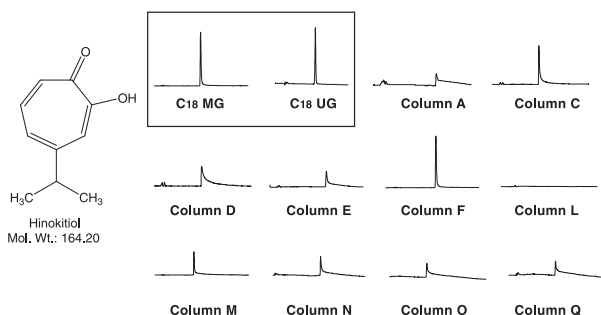 O
OH
H3C
CH3
Hinokitiol
Mol. Wt.: 164.20
C18 MG
C18 UG
Column A
Column C
Column D
Column E
Column F
Column L
Column M
Column N
Column O
Column Q